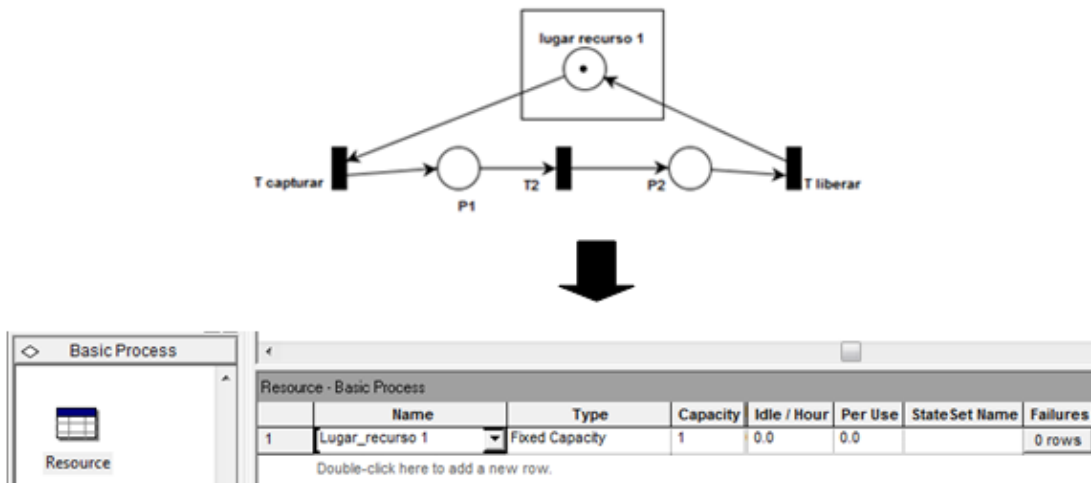 lugar recurso 1
T capturar
P1
T2
P2
T liberar
Basic Process
Resource
Resource - Basic Process
Name Type Capacity Idle / Hour Per Use StateSet Name Failures
1 Lugar_recurso 1 Fixed Capacity 1 0.0 0.0 0 rows
Double-click here to add a new row.